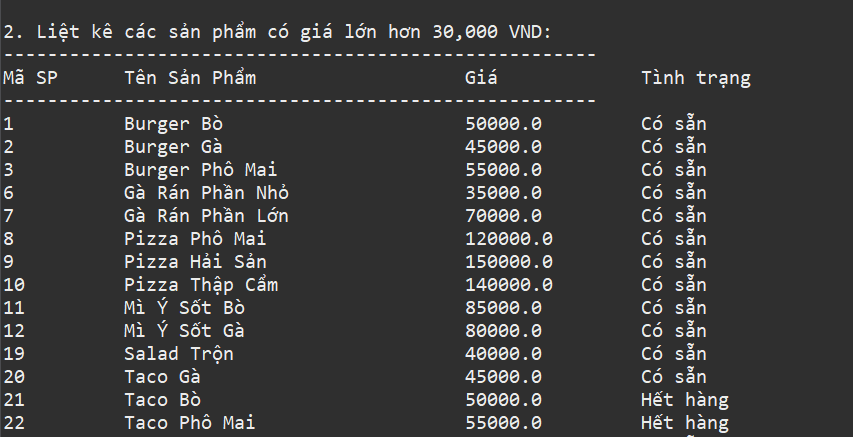 2. Liệt kê các sản phẩm có giá lớn hơn 30,000 VND:
------------------------------------------------------
Mã SP Tên Sản Phẩm Giá Tình trạng
------------------------------------------------------
1 Burger Bò 50000.0 Có sẵn
2 Burger Gà 45000.0 Có sẵn
3 Burger Phô Mai 55000.0 Có sẵn
6 Gà Rán Phần Nhỏ 35000.0 Có sẵn
7 Gà Rán Phần Lớn 70000.0 Có sẵn
8 Pizza Phô Mai 120000.0 Có sẵn
9 Pizza Hải Sản 150000.0 Có sẵn
10 Pizza Thập Cẩm 140000.0 Có sẵn
11 Mì Ý Sốt Bò 85000.0 Có sẵn
12 Mì Ý Sốt Gà 80000.0 Có sẵn
19 Salad Trộn 40000.0 Có sẵn
20 Taco Gà 45000.0 Có sẵn
21 Taco Bò 50000.0 Hết hàng
22 Taco Phô Mai 55000.0 Hết hàng